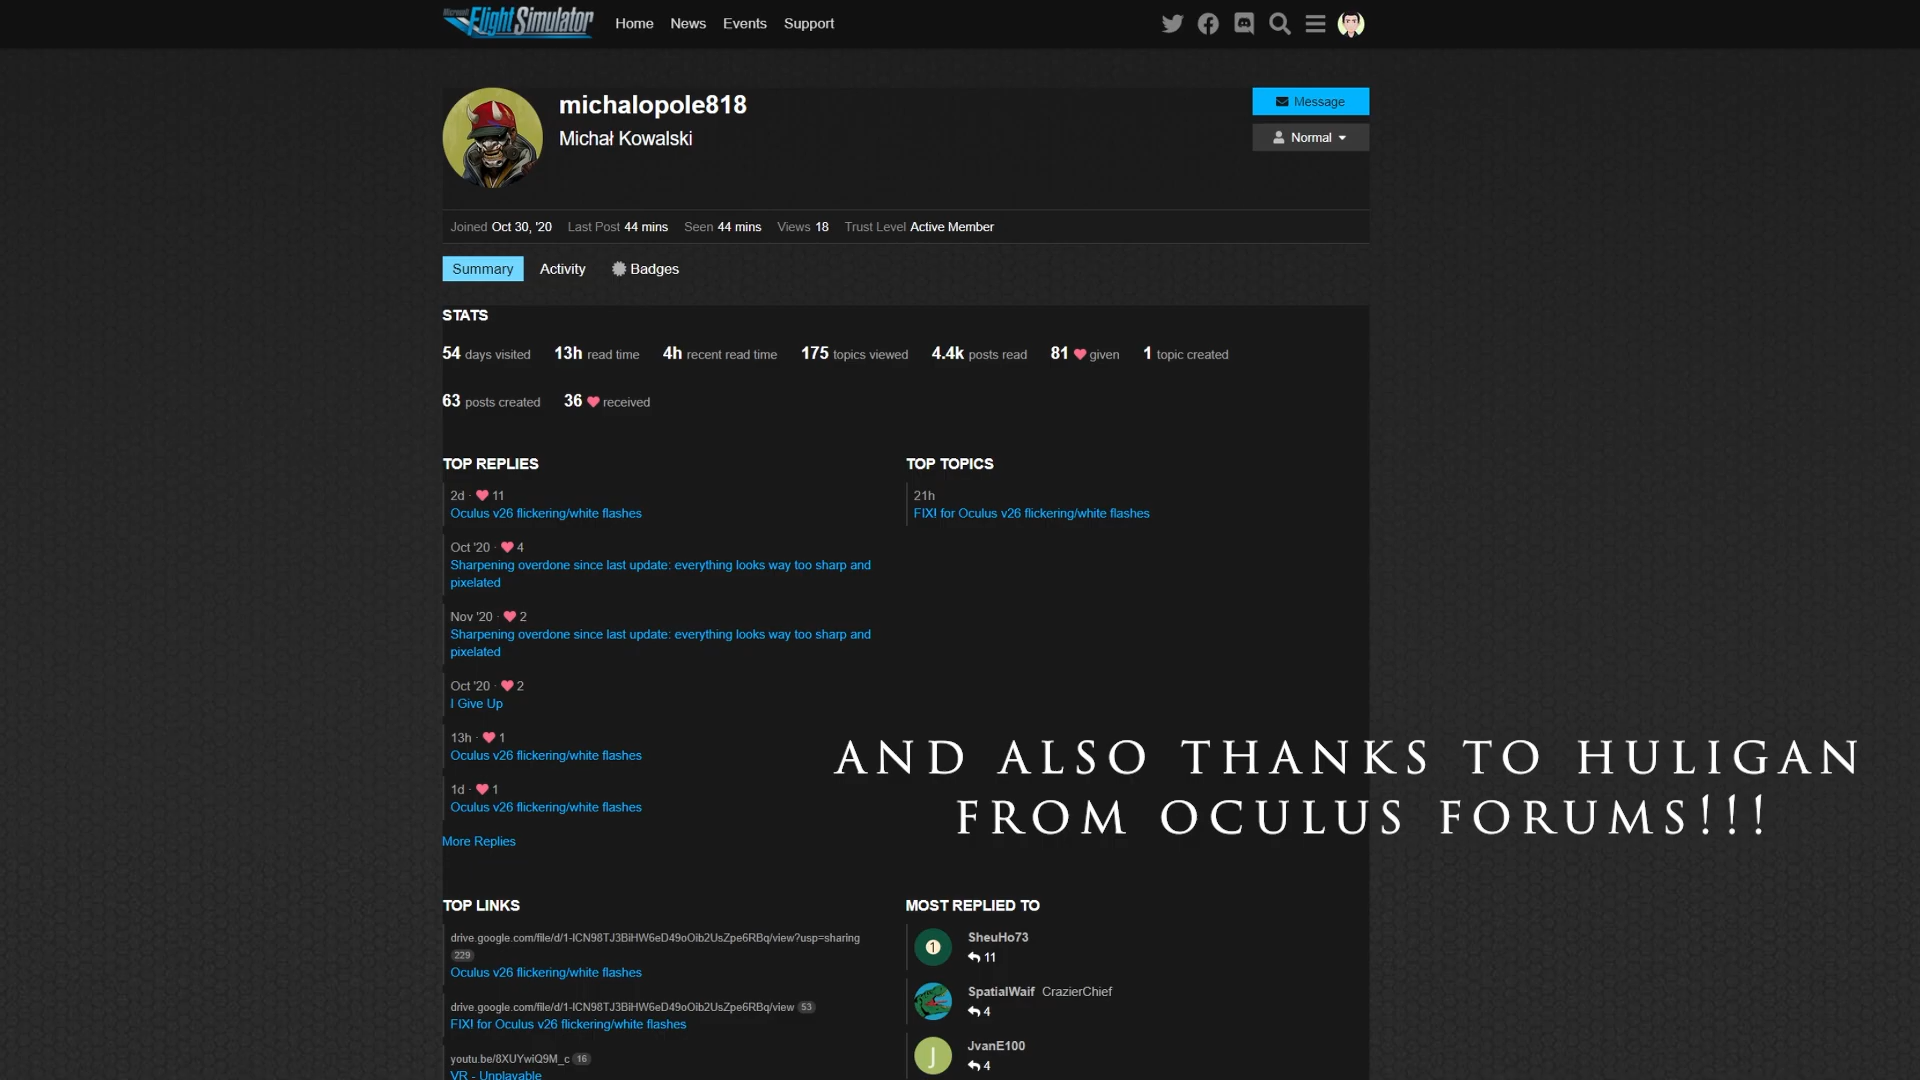 Microsoft
Flight Simulator
Home News Events Support
michalopole818
Michał Kowalski
Message
Normal
Joined Oct 30, '20 Last Post 44 mins Seen 44 mins Views 18 Trust Level Active Member
Summary Activity Badges
STATS
54 days visited 13h read time 4h recent read time 175 topics viewed 4.4k posts read 81 given 1 topic created
63 posts created 36 received
TOP REPLIES
2d · 11
Oculus v26 flickering/white flashes
Oct '20 · 4
Sharpening overdone since last update: everything looks way too sharp and
pixelated
Nov '20 · 2
Sharpening overdone since last update: everything looks way too sharp and
pixelated
Oct '20 · 2
I Give Up
13h · 1
Oculus v26 flickering/white flashes
1d · 1
Oculus v26 flickering/white flashes
More Replies
TOP TOPICS
21h
FIX! for Oculus v26 flickering/white flashes
AND ALSO THANKS TO HULIGAN
FROM OCULUS FORUMS!!!
TOP LINKS
drive.google.com/file/d/1-ICN98TJ3BiHW6eD49oOib2UsZpe6RBq/view?usp=sharing
229
Oculus v26 flickering/white flashes
drive.google.com/file/d/1-ICN98TJ3BiHW6eD49oOib2UsZpe6RBq/view 53
FIX! for Oculus v26 flickering/white flashes
youtu.be/8XUYwiQ9M_c 16
VR - Unplayable
MOST REPLIED TO
1
SheuHo73
11
SpatialWaif CrazierChief
4
J
JvanE100
4